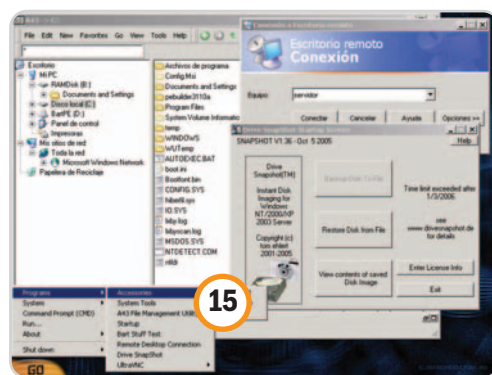 A43 :: C:\
File Edit New Favorites Go View Tools Help
Escritorio
Mi PC
RAMDisk (B:)
Documents and Settings
Disco local (C:)
BartPE (D:)
Panel de control
Impresoras
Mis sitios de red
Toda la red
Microsoft Windows Network
Papelera de Reciclaje
Archivos de programa
Config.Msi
Documents and Settings
pebuilder3110a
Program Files
System Volume Informatio
temp
WINDOWS
WUTemp
AUTOEXEC.BAT
boot.ini
Bootfont.bin
CONFIG.SYS
hiberfil.sys
IO.SYS
MSDOS.SYS
NTDETECT.COM
ntldr
Conexión a Escritorio remoto
Escritorio remoto
Conexión
Equipo:
servidor
Conectar Cancelar Ayuda Opciones >>
Drive Snapshot Startup Screen
SNAPSHOT V1.36 - Oct 5 2005
Help
Drive
Snapshot(TM)
Instant Disk
Imaging for
Windows
NT/2000/XP
2003 Server
Copyright (c)
tom ehlert
2001-2005
Backup Disk To File
Restore Disk from File
View contents of saved
Disk Image
Time limit exceeded after
1/3/2006
see
www.drivesnapshot.de
for details
Enter License Info
Exit
Programs
System
Command Prompt (CMD)
Run...
About
Shut down
Accessories
System Tools
A43 File Management Utili
Startup
Bart Stuff Test
Remote Desktop Connection
Drive SnapShot
UltraVNC
15
GO